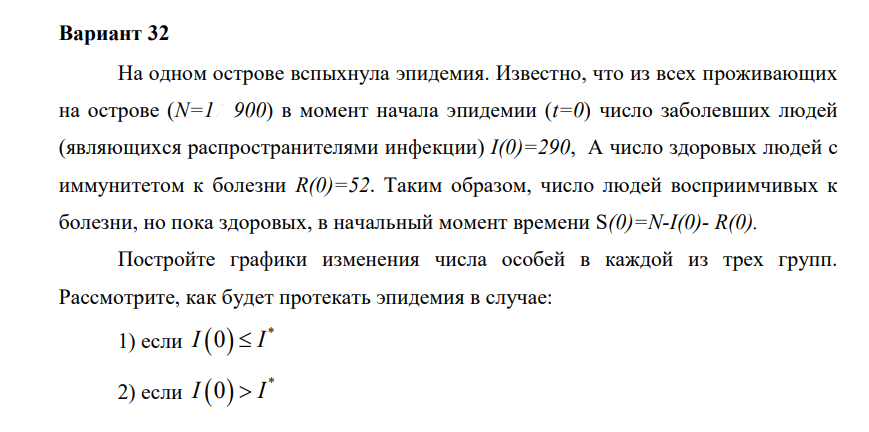 Вариант 32
На одном острове вспыхнула эпидемия. Известно, что из всех проживающих
на острове (N=1 900) в момент начала эпидемии (t=0) число заболевших людей
(являющихся распространителями инфекции) I(0)=290, А число здоровых людей с
иммунитетом к болезни R(0)=52. Таким образом, число людей восприимчивых к
болезни, но пока здоровых, в начальный момент времени S(0)=N-I(0)- R(0).
Постройте графики изменения числа особей в каждой из трех групп.
Рассмотрите, как будет протекать эпидемия в случае:
1) если I(0) ≤ I*
2) если I(0) > I*